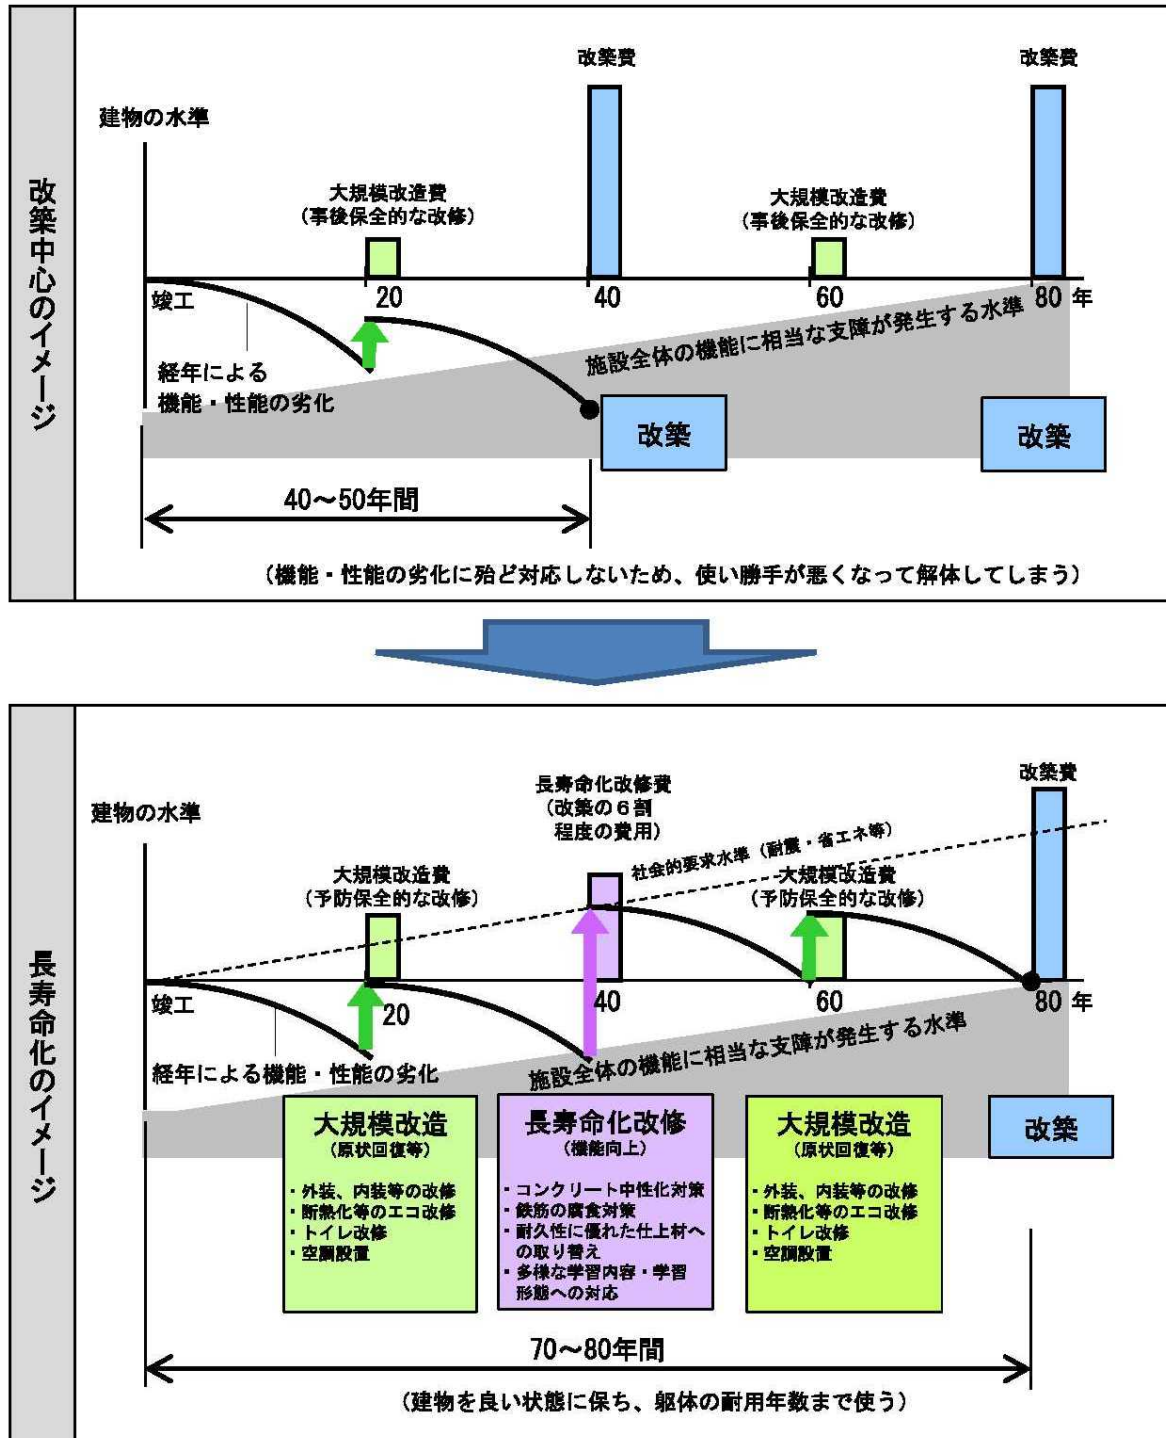 改築中心のイメージ
改築費
改築費
建物の水準
大規模改造費
（事後保全的な改修）
大規模改造費
（事後保全的な改修）
竣工
20
40
60
80 年
経年による
機能・性能の劣化
施設全体の機能に相当な支障が発生する水準
改築
改築
40～50年間
（機能・性能の劣化に殆ど対応しないため、使い勝手が悪くなって解体してしまう）
長寿命化のイメージ
改築費
長寿命化改修費
（改築の６割
程度の費用）
建物の水準
社会的要求水準（耐震・省エネ等）
大規模改造費
（予防保全的な改修）
大規模改造費
（予防保全的な改修）
竣工
20
40
60
80 年
経年による機能・性能の劣化
施設全体の機能に相当な支障が発生する水準
大規模改造
（原状回復等）
・外装、内装等の改修
・断熱化等のエコ改修
・トイレ改修
・空調設置
長寿命化改修
（機能向上）
・コンクリート中性化対策
・鉄筋の腐食対策
・耐久性に優れた仕上材へ
の取り替え
・多様な学習内容・学習
形態への対応
大規模改造
（原状回復等）
・外装、内装等の改修
・断熱化等のエコ改修
・トイレ改修
・空調設置
改築
70～80年間
（建物を良い状態に保ち、躯体の耐用年数まで使う）